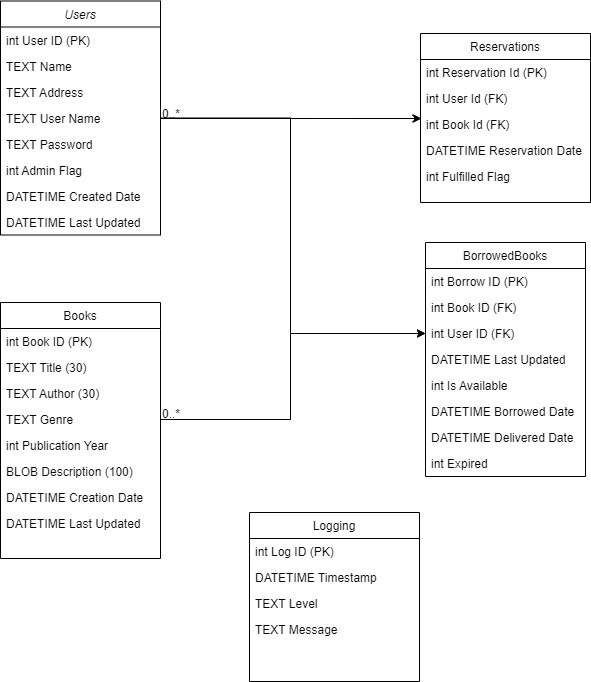 Users
int User ID (PK)
TEXT Name
TEXT Address
TEXT User Name
TEXT Password
int Admin Flag
DATETIME Created Date
DATETIME Last Updated
0..*
Reservations
int Reservation Id (PK)
int User Id (FK)
int Book Id (FK)
DATETIME Reservation Date
int Fulfilled Flag
BorrowedBooks
int Borrow ID (PK)
int Book ID (FK)
int User ID (FK)
DATETIME Last Updated
int Is Available
DATETIME Borrowed Date
DATETIME Delivered Date
int Expired
Books
int Book ID (PK)
TEXT Title (30)
TEXT Author (30)
TEXT Genre
int Publication Year
BLOB Description (100)
DATETIME Creation Date
DATETIME Last Updated
0..*
Logging
int Log ID (PK)
DATETIME Timestamp
TEXT Level
TEXT Message